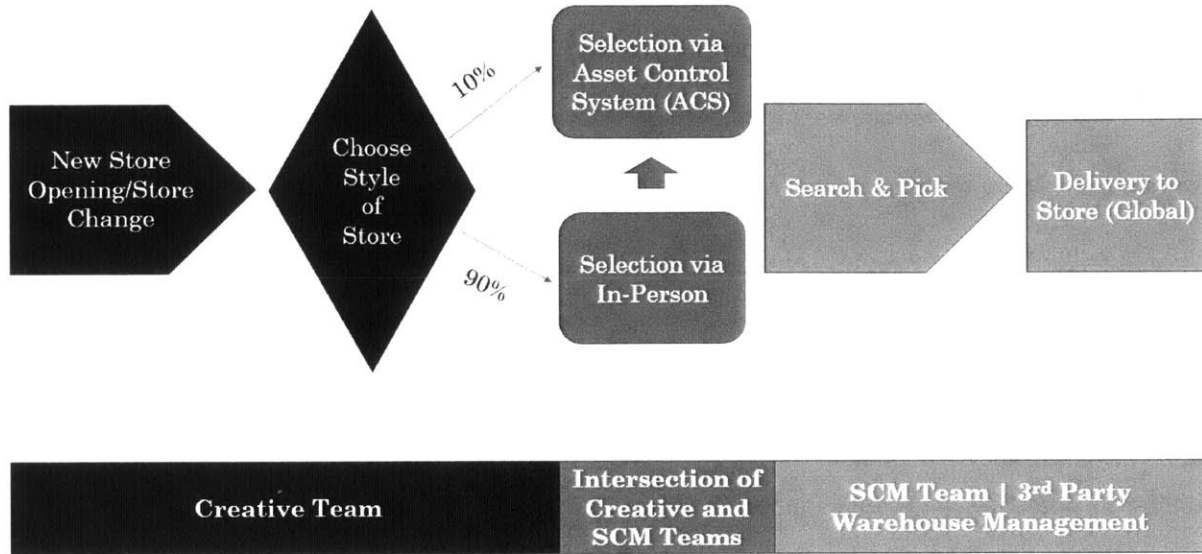 New Store
Opening/Store
Change
Choose
Style
of
Store
10%
90%
Selection via
Asset Control
System (ACS)
Selection via
In-Person
Search & Pick
Delivery to
Store (Global)
Creative Team
Intersection of
Creative and
SCM Teams
SCM Team | 3rd Party
Warehouse Management